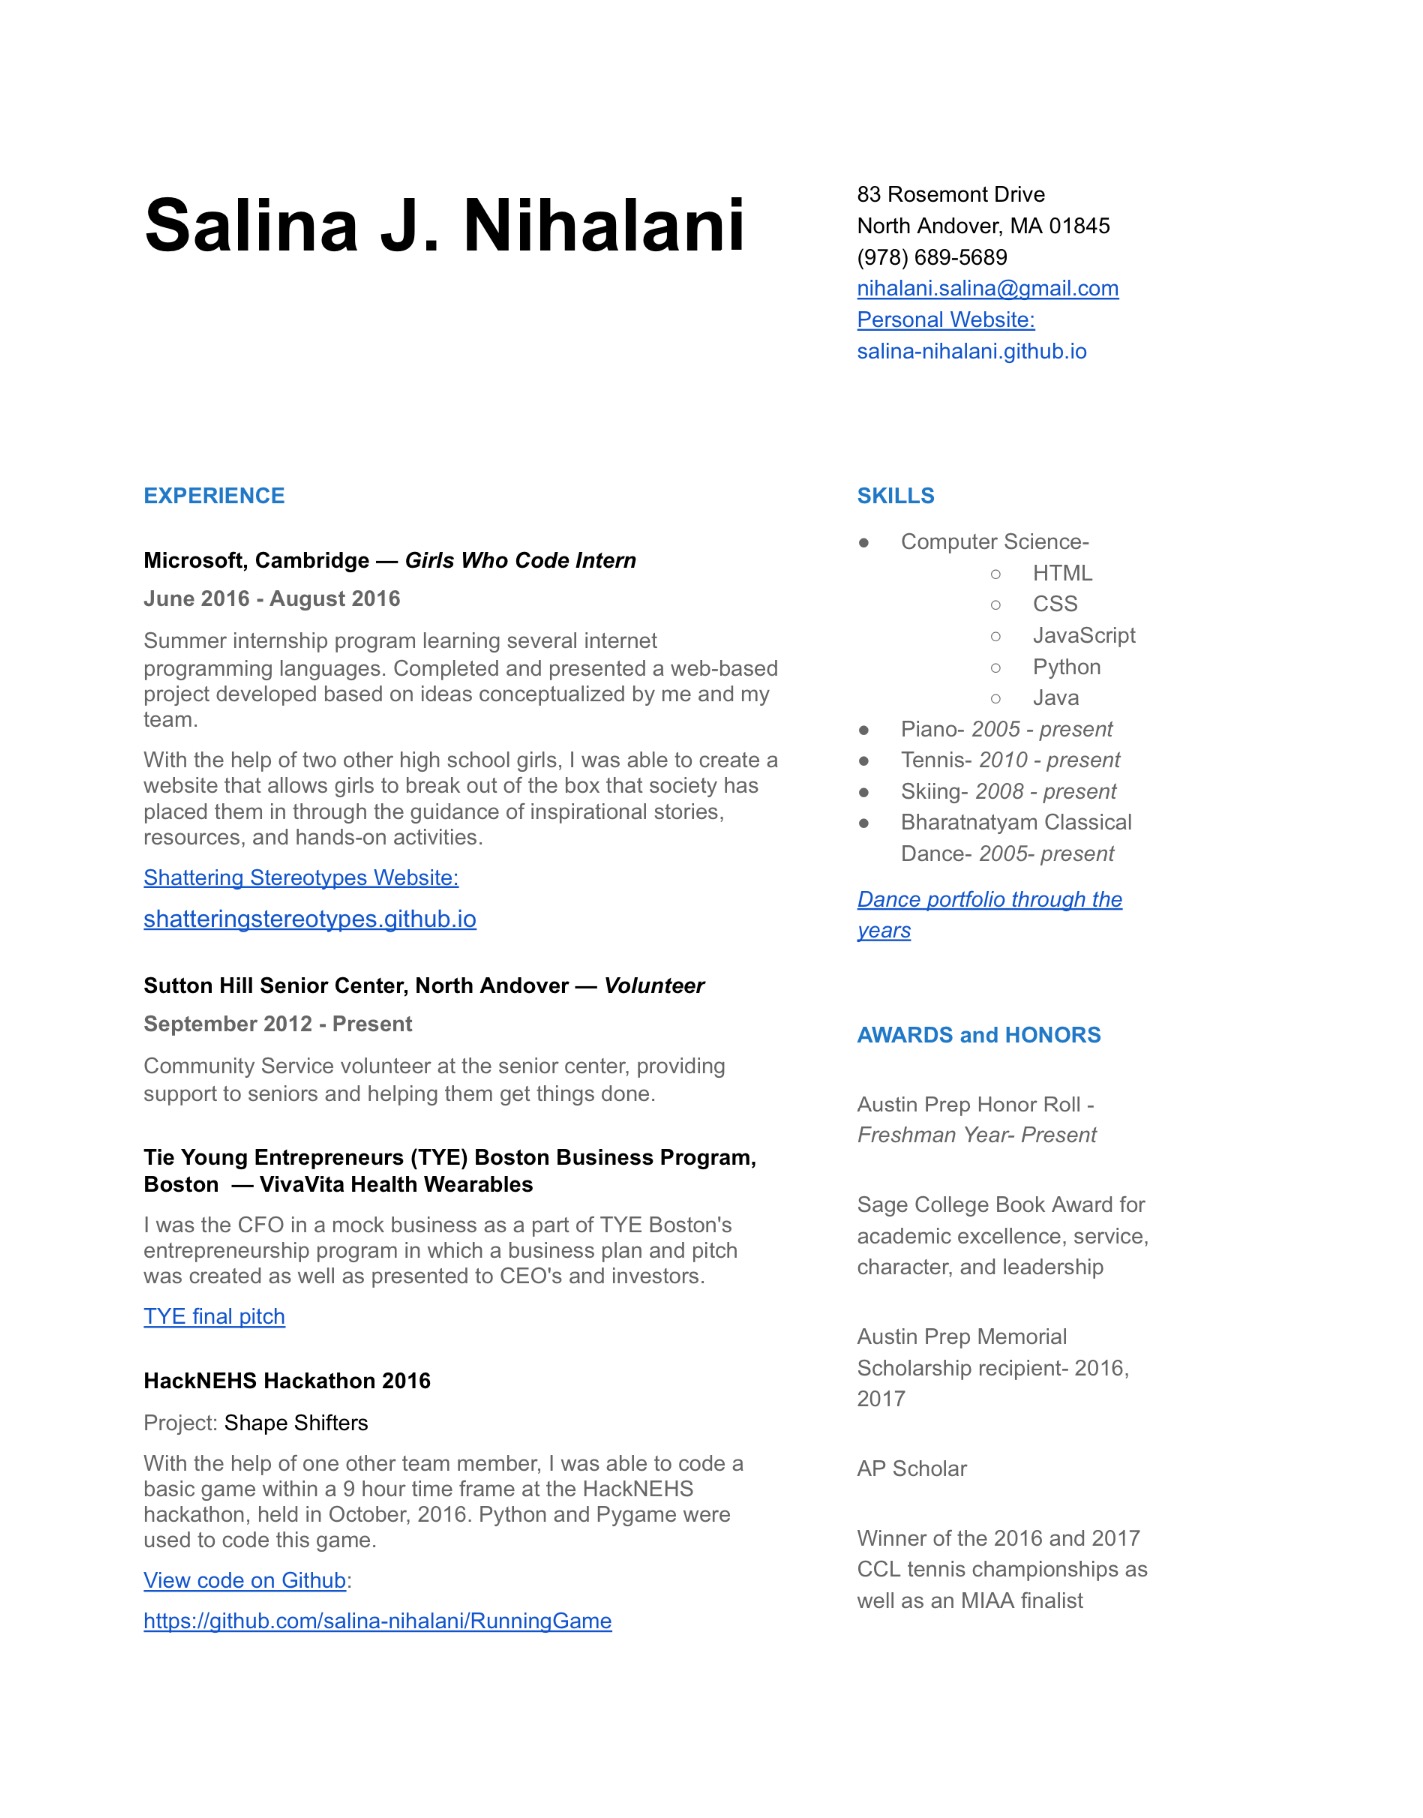 Salina J. Nihalani
83 Rosemont Drive
North Andover, MA 01845
(978) 689-5689
nihalani.salina@gmail.com
Personal Website:
salina-nihalani.github.io
EXPERIENCE
Microsoft, Cambridge — Girls Who Code Intern
June 2016 - August 2016
Summer internship program learning several internet
programming languages. Completed and presented a web-based
project developed based on ideas conceptualized by me and my
team.
With the help of two other high school girls, I was able to create a
website that allows girls to break out of the box that society has
placed them in through the guidance of inspirational stories,
resources, and hands-on activities.
Shattering Stereotypes Website:
shatteringstereotypes.github.io
Sutton Hill Senior Center, North Andover — Volunteer
September 2012 - Present
Community Service volunteer at the senior center, providing
support to seniors and helping them get things done.
Tie Young Entrepreneurs (TYE) Boston Business Program,
Boston  — VivaVita Health Wearables
I was the CFO in a mock business as a part of TYE Boston's
entrepreneurship program in which a business plan and pitch
was created as well as presented to CEO's and investors.
TYE final pitch
HackNEHS Hackathon 2016
Project: Shape Shifters
With the help of one other team member, I was able to code a
basic game within a 9 hour time frame at the HackNEHS
hackathon, held in October, 2016. Python and Pygame were
used to code this game.
View code on Github:
https://github.com/salina-nihalani/RunningGame
SKILLS
● Computer Science-
○ HTML
○ CSS
○ JavaScript
○ Python
○ Java
● Piano- 2005 - present
● Tennis- 2010 - present
● Skiing- 2008 - present
● Bharatnatyam Classical
Dance- 2005- present
Dance portfolio through the
years
AWARDS and HONORS
Austin Prep Honor Roll -
Freshman Year- Present
Sage College Book Award for
academic excellence, service,
character, and leadership
Austin Prep Memorial
Scholarship recipient- 2016,
2017
AP Scholar
Winner of the 2016 and 2017
CCL tennis championships as
well as an MIAA finalist